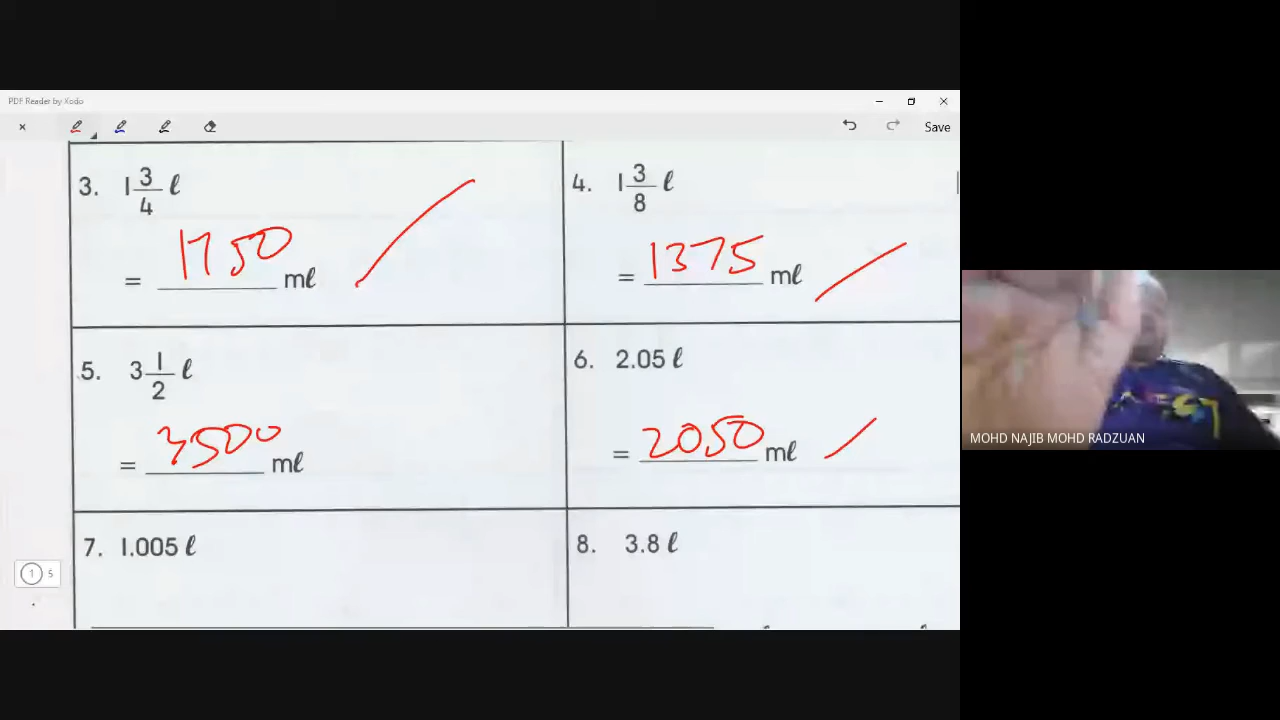 PDF Reader by Xodo
Save
3. 1 3/4 ℓ
= 1750 mℓ
4. 1 3/8 ℓ
= 1375 mℓ
5. 3 1/2 ℓ
= 3500 mℓ
6. 2.05 ℓ
= 2050 mℓ
7. 1.005 ℓ
8. 3.8 ℓ
1 5
MOHD NAJIB MOHD RADZUAN